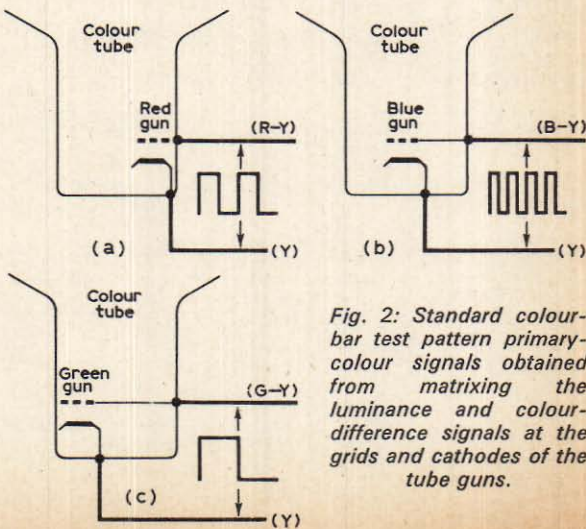 Colour
tube
Red
gun
(R-Y)
(Y)
(a)
Colour
tube
Blue
gun
(B-Y)
(Y)
(b)
Colour
tube
Green
gun
(G-Y)
(Y)
(c)
Fig. 2: Standard colour-
bar test pattern primary-
colour signals obtained
from matrixing the
luminance and colour-
difference signals at the
grids and cathodes of the
tube guns.